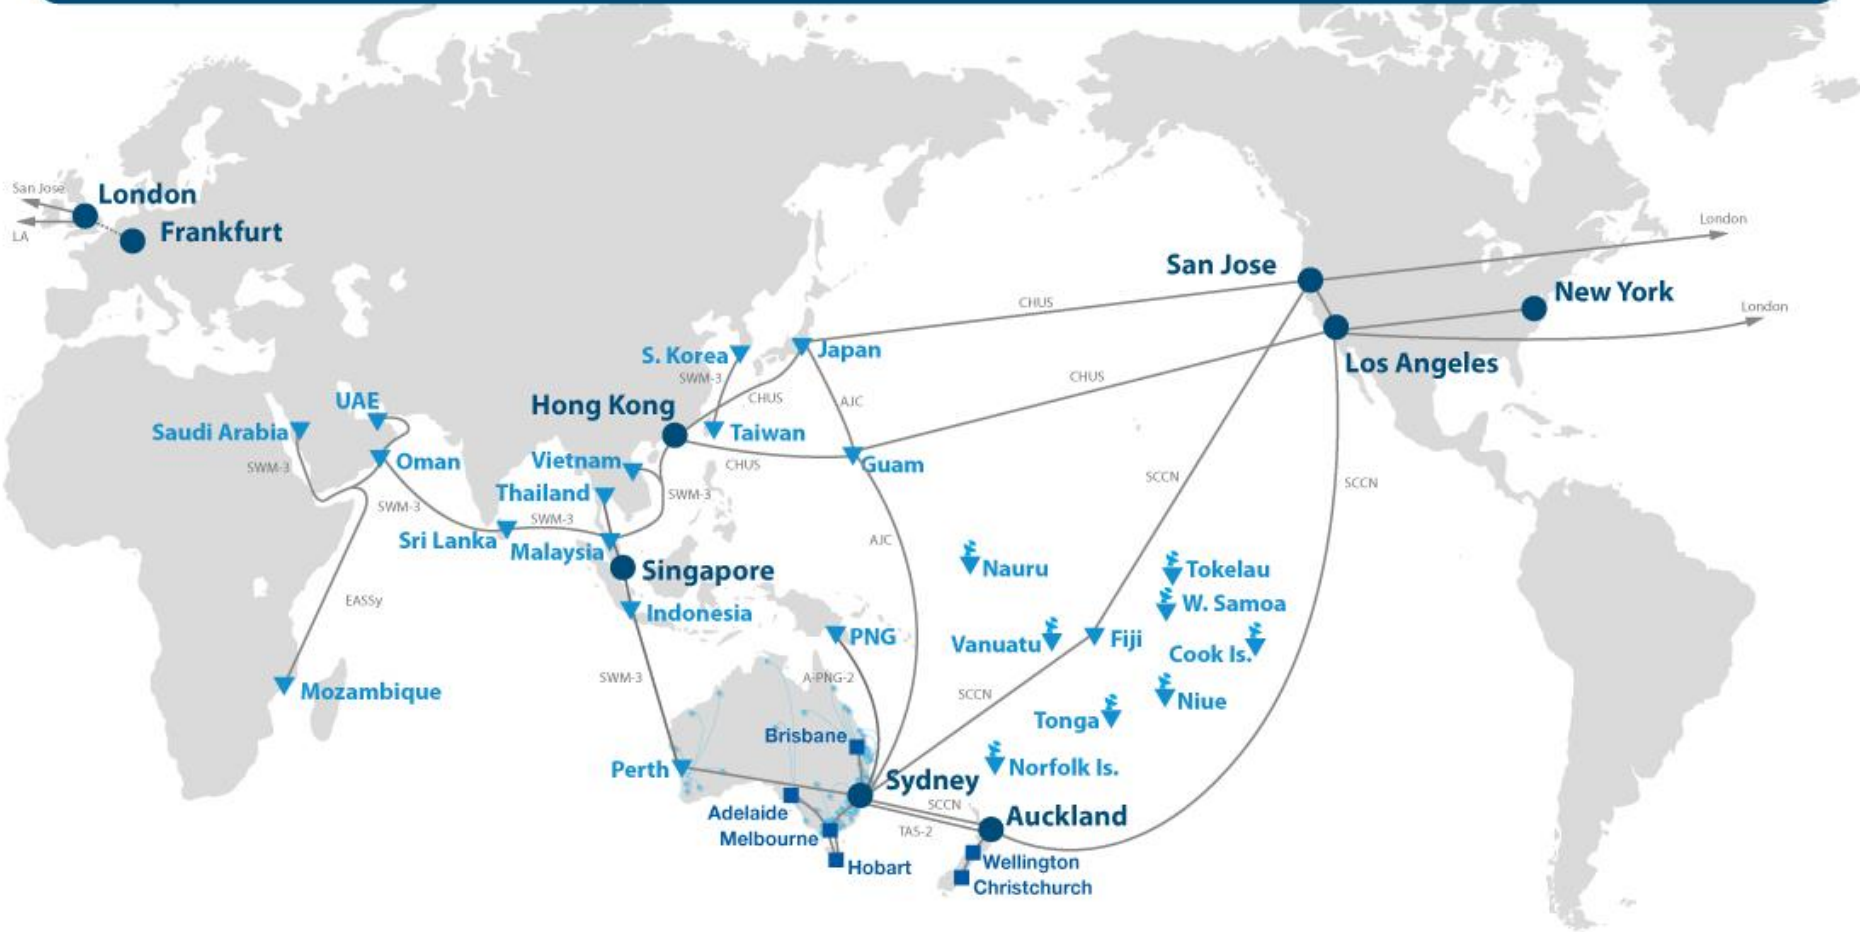 San Jose
London
LA
Frankfurt
London
San Jose
New York
London
CHUS
Los Angeles
S. Korea
Japan
SWM-3
CHUS
UAE
CHUS
AJC
Hong Kong
Saudi Arabia
Taiwan
Oman
Vietnam
CHUS
Guam
SWM-3
SCCN
SCCN
Thailand
SWM-3
SWM-3
SWM-3
Sri Lanka
Malaysia
AJC
Singapore
Nauru
Tokelau
EASSy
W. Samoa
Indonesia
PNG
Vanuatu
Fiji
Cook Is.
SWM-3
A-PNG-2
Mozambique
SCCN
Niue
Tonga
Brisbane
Perth
Norfolk Is.
Sydney
SCCN
Adelaide
Auckland
TAS-2
Melbourne
Hobart
Wellington
Christchurch